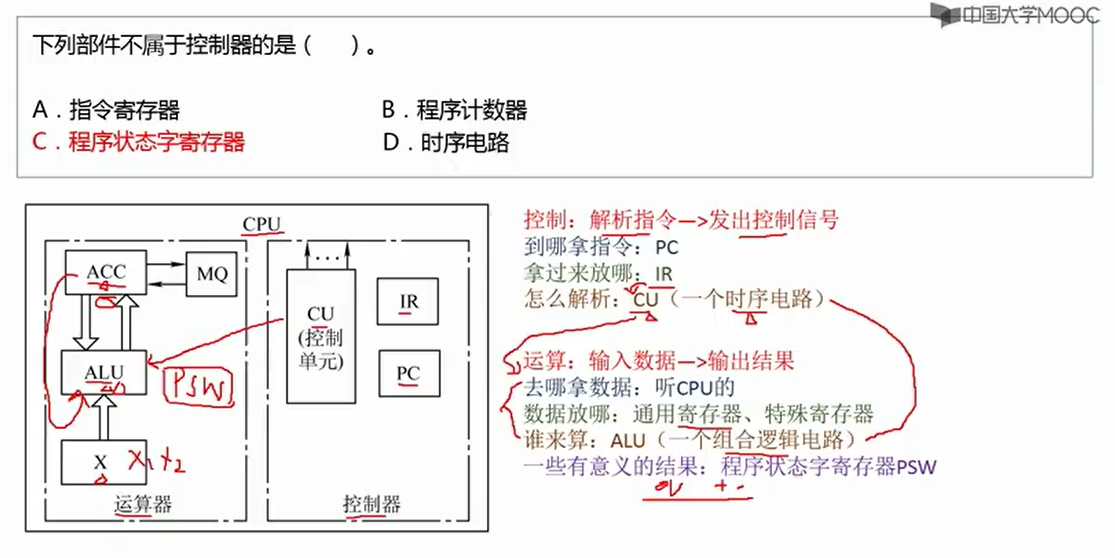 中国大学MOOC
下列部件不属于控制器的是（　　）。
A．指令寄存器　　B．程序计数器
C．程序状态字寄存器　　D．时序电路
CPU
ACC
MQ
ALU
PSW
X
X₁ X₂
运算器
...
CU
(控制
单元)
IR
PC
控制器
控制：解析指令—>发出控制信号
到哪拿指令：PC
拿过来放哪：IR
怎么解析：CU（一个时序电路）
运算：输入数据—>输出结果
去哪拿数据：听CPU的
数据放哪：通用寄存器、特殊寄存器
谁来算：ALU（一个组合逻辑电路）
一些有意义的结果：程序状态字寄存器PSW